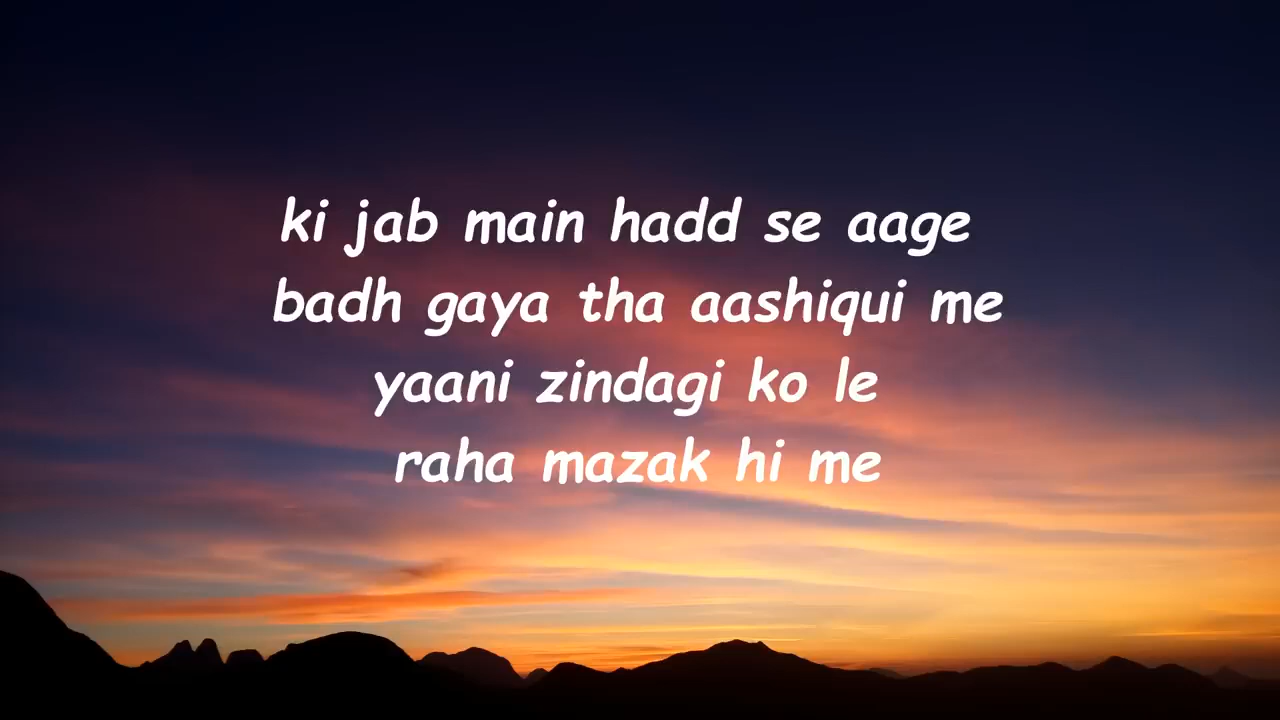 ki jab main hadd se aage
badh gaya tha aashiqui me
yaani zindagi ko le
raha mazak hi me